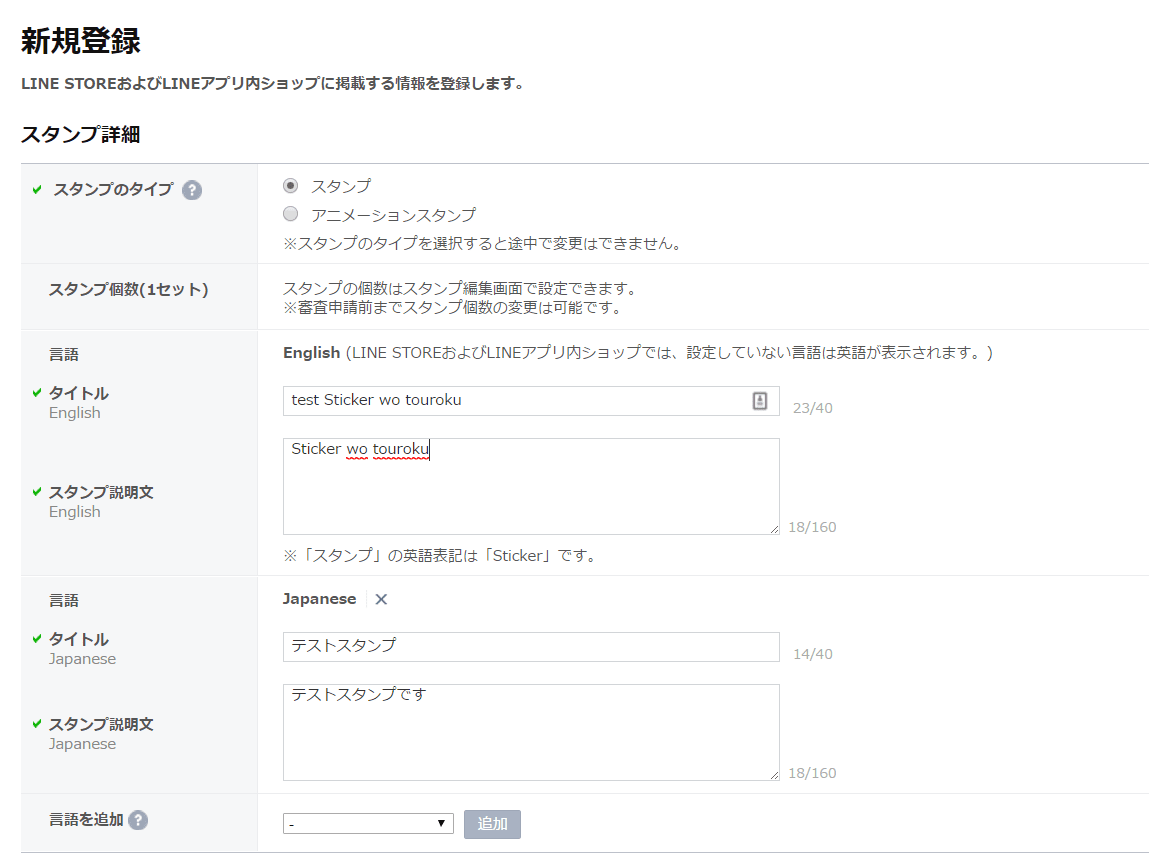 新規登録
LINE STOREおよびLINEアプリ内ショップに掲載する情報を登録します。
スタンプ詳細
スタンプのタイプ ?
スタンプ
アニメーションスタンプ
※スタンプのタイプを選択すると途中で変更はできません。
スタンプ個数(1セット)
スタンプの個数はスタンプ編集画面で設定できます。
※審査申請前までスタンプ個数の変更は可能です。
言語
English (LINE STOREおよびLINEアプリ内ショップでは、設定していない言語は英語が表示されます。)
タイトル
English
test Sticker wo touroku
23/40
スタンプ説明文
English
Sticker wo touroku
18/160
※「スタンプ」の英語表記は「Sticker」です。
言語
Japanese
タイトル
Japanese
テストスタンプ
14/40
スタンプ説明文
Japanese
テストスタンプです
18/160
言語を追加 ?
-
追加